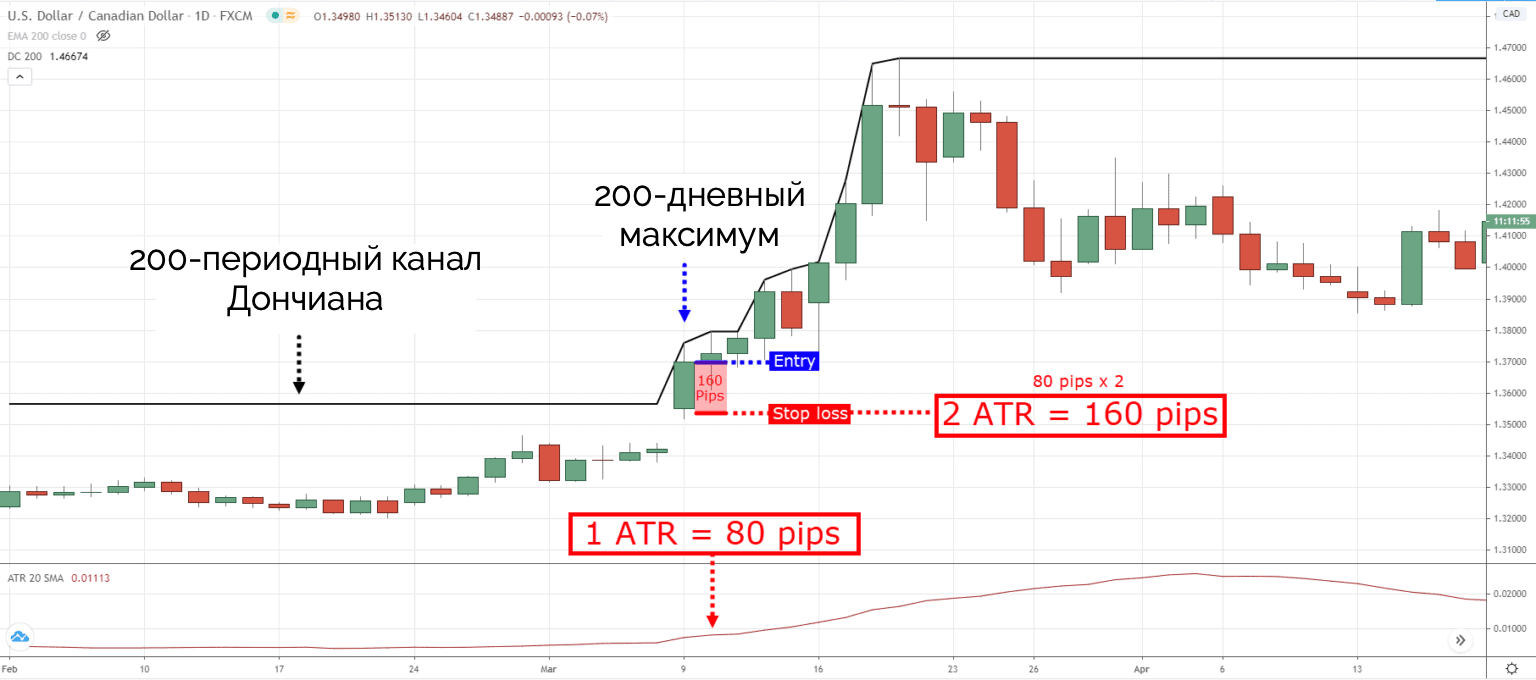 U.S. Dollar / Canadian Dollar · 1D · FXCM O1.34980 H1.35130 L1.34604 C1.34887 -0.00093 (-0.07%)
EMA 200 close 0
DC 200 1.46674
CAD
1.47000
1.46000
1.45000
1.44000
1.43000
1.42000
11:11:55
1.41000
1.40000
1.39000
1.38000
1.37000
1.36000
1.35000
1.34000
1.33000
1.32000
1.31000
200-дневный
максимум
200-периодный канал
Дончиана
Entry
160
Pips
80 pips x 2
Stop loss
2 ATR = 160 pips
1 ATR = 80 pips
ATR 20 SMA 0.01113
0.02000
0.01000
Feb 10 17 24 Mar 9 16 23 26 Apr 6 13